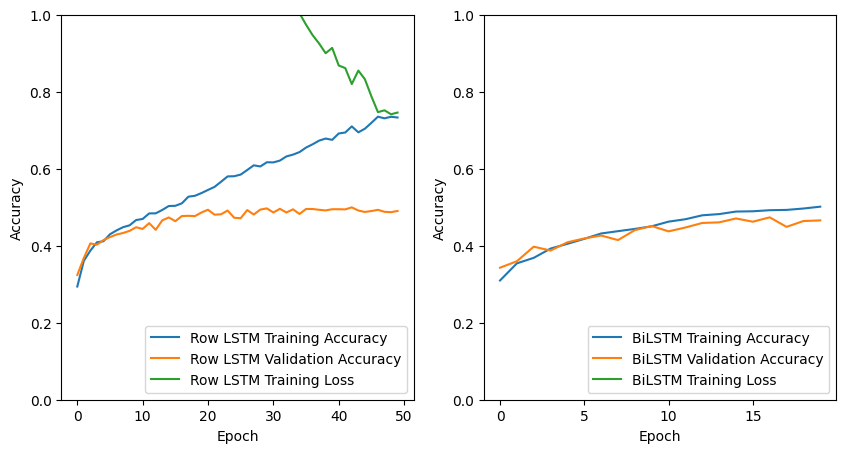 1.0
0.8
0.6
0.4
0.2
0.0
Accuracy
0
10
20
30
40
50
Epoch
Row LSTM Training Accuracy
Row LSTM Validation Accuracy
Row LSTM Training Loss
1.0
0.8
0.6
0.4
0.2
0.0
Accuracy
0
5
10
15
Epoch
BiLSTM Training Accuracy
BiLSTM Validation Accuracy
BiLSTM Training Loss